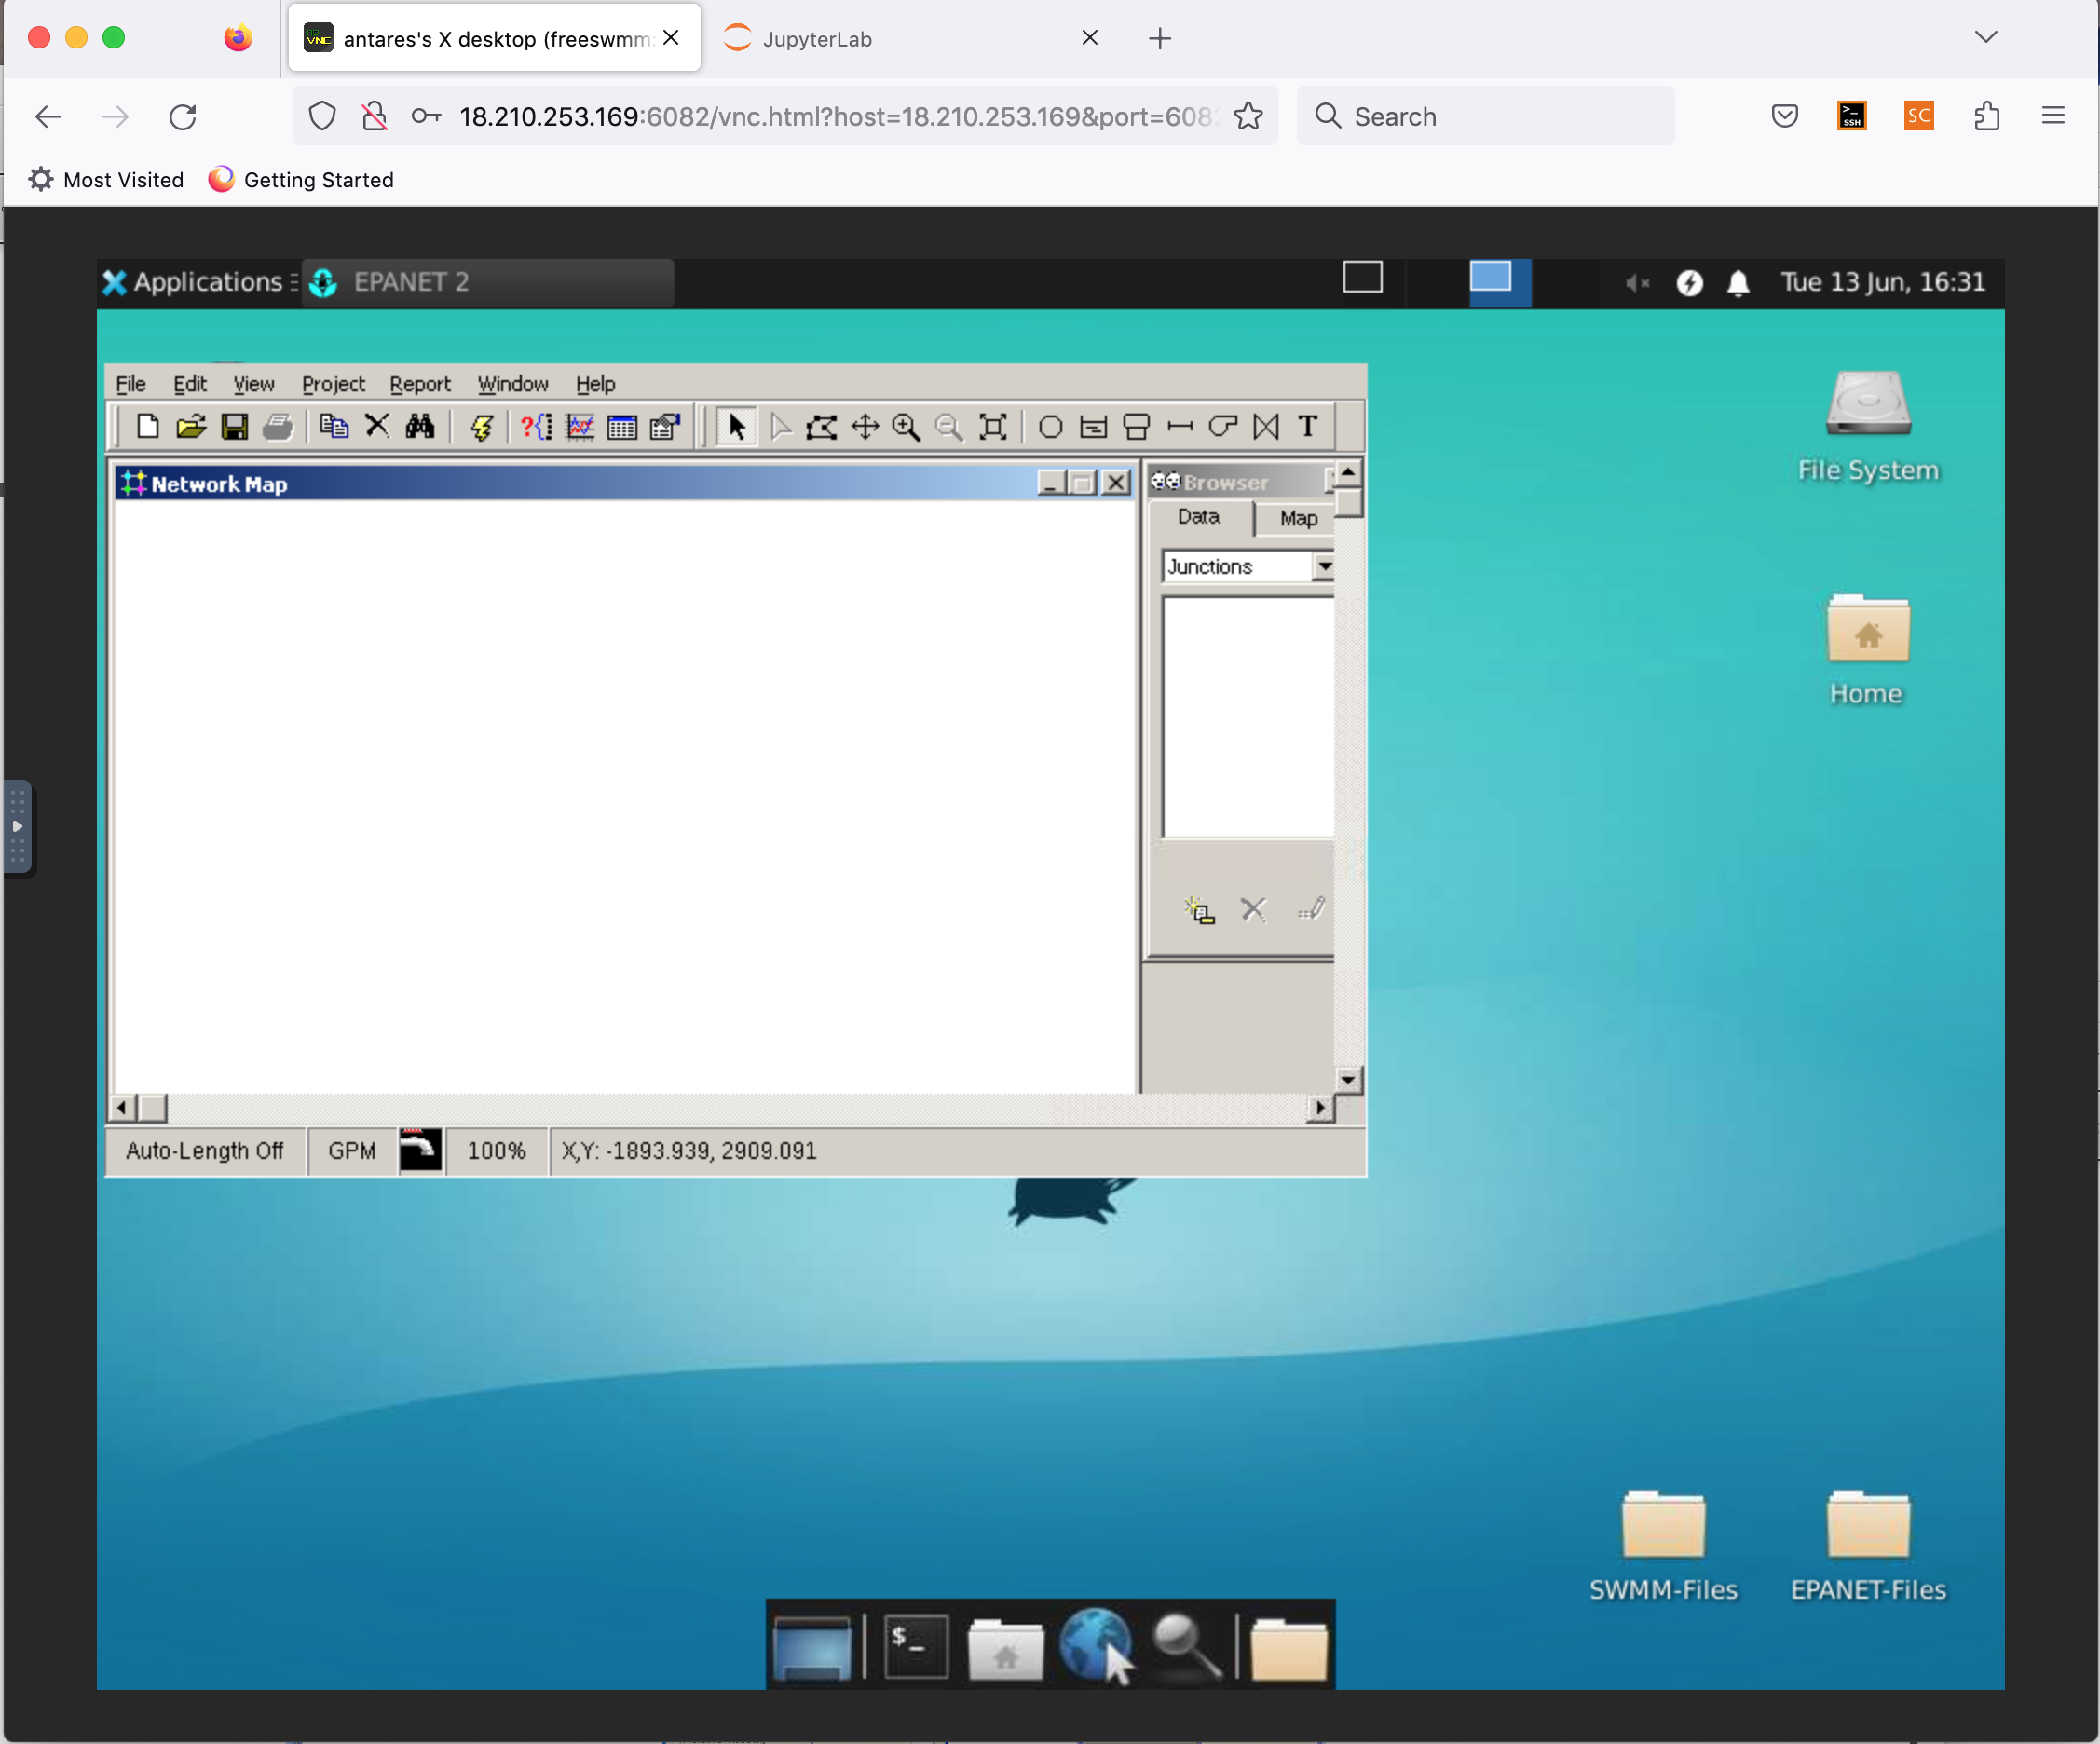 antares's X desktop (freeswmm:
JupyterLab
18.210.253.169:6082/vnc.html?host=18.210.253.169&port=6082
Search
SSH
SC
Most Visited
Getting Started
Applications
EPANET 2
Tue 13 Jun, 16:31
File Edit View Project Report Window Help
T
Network Map
Browser
Data
Map
Junctions
File System
Home
Auto-Length Off
GPM
100%
X,Y: -1893.939, 2909.091
SWMM-Files
EPANET-Files
$_